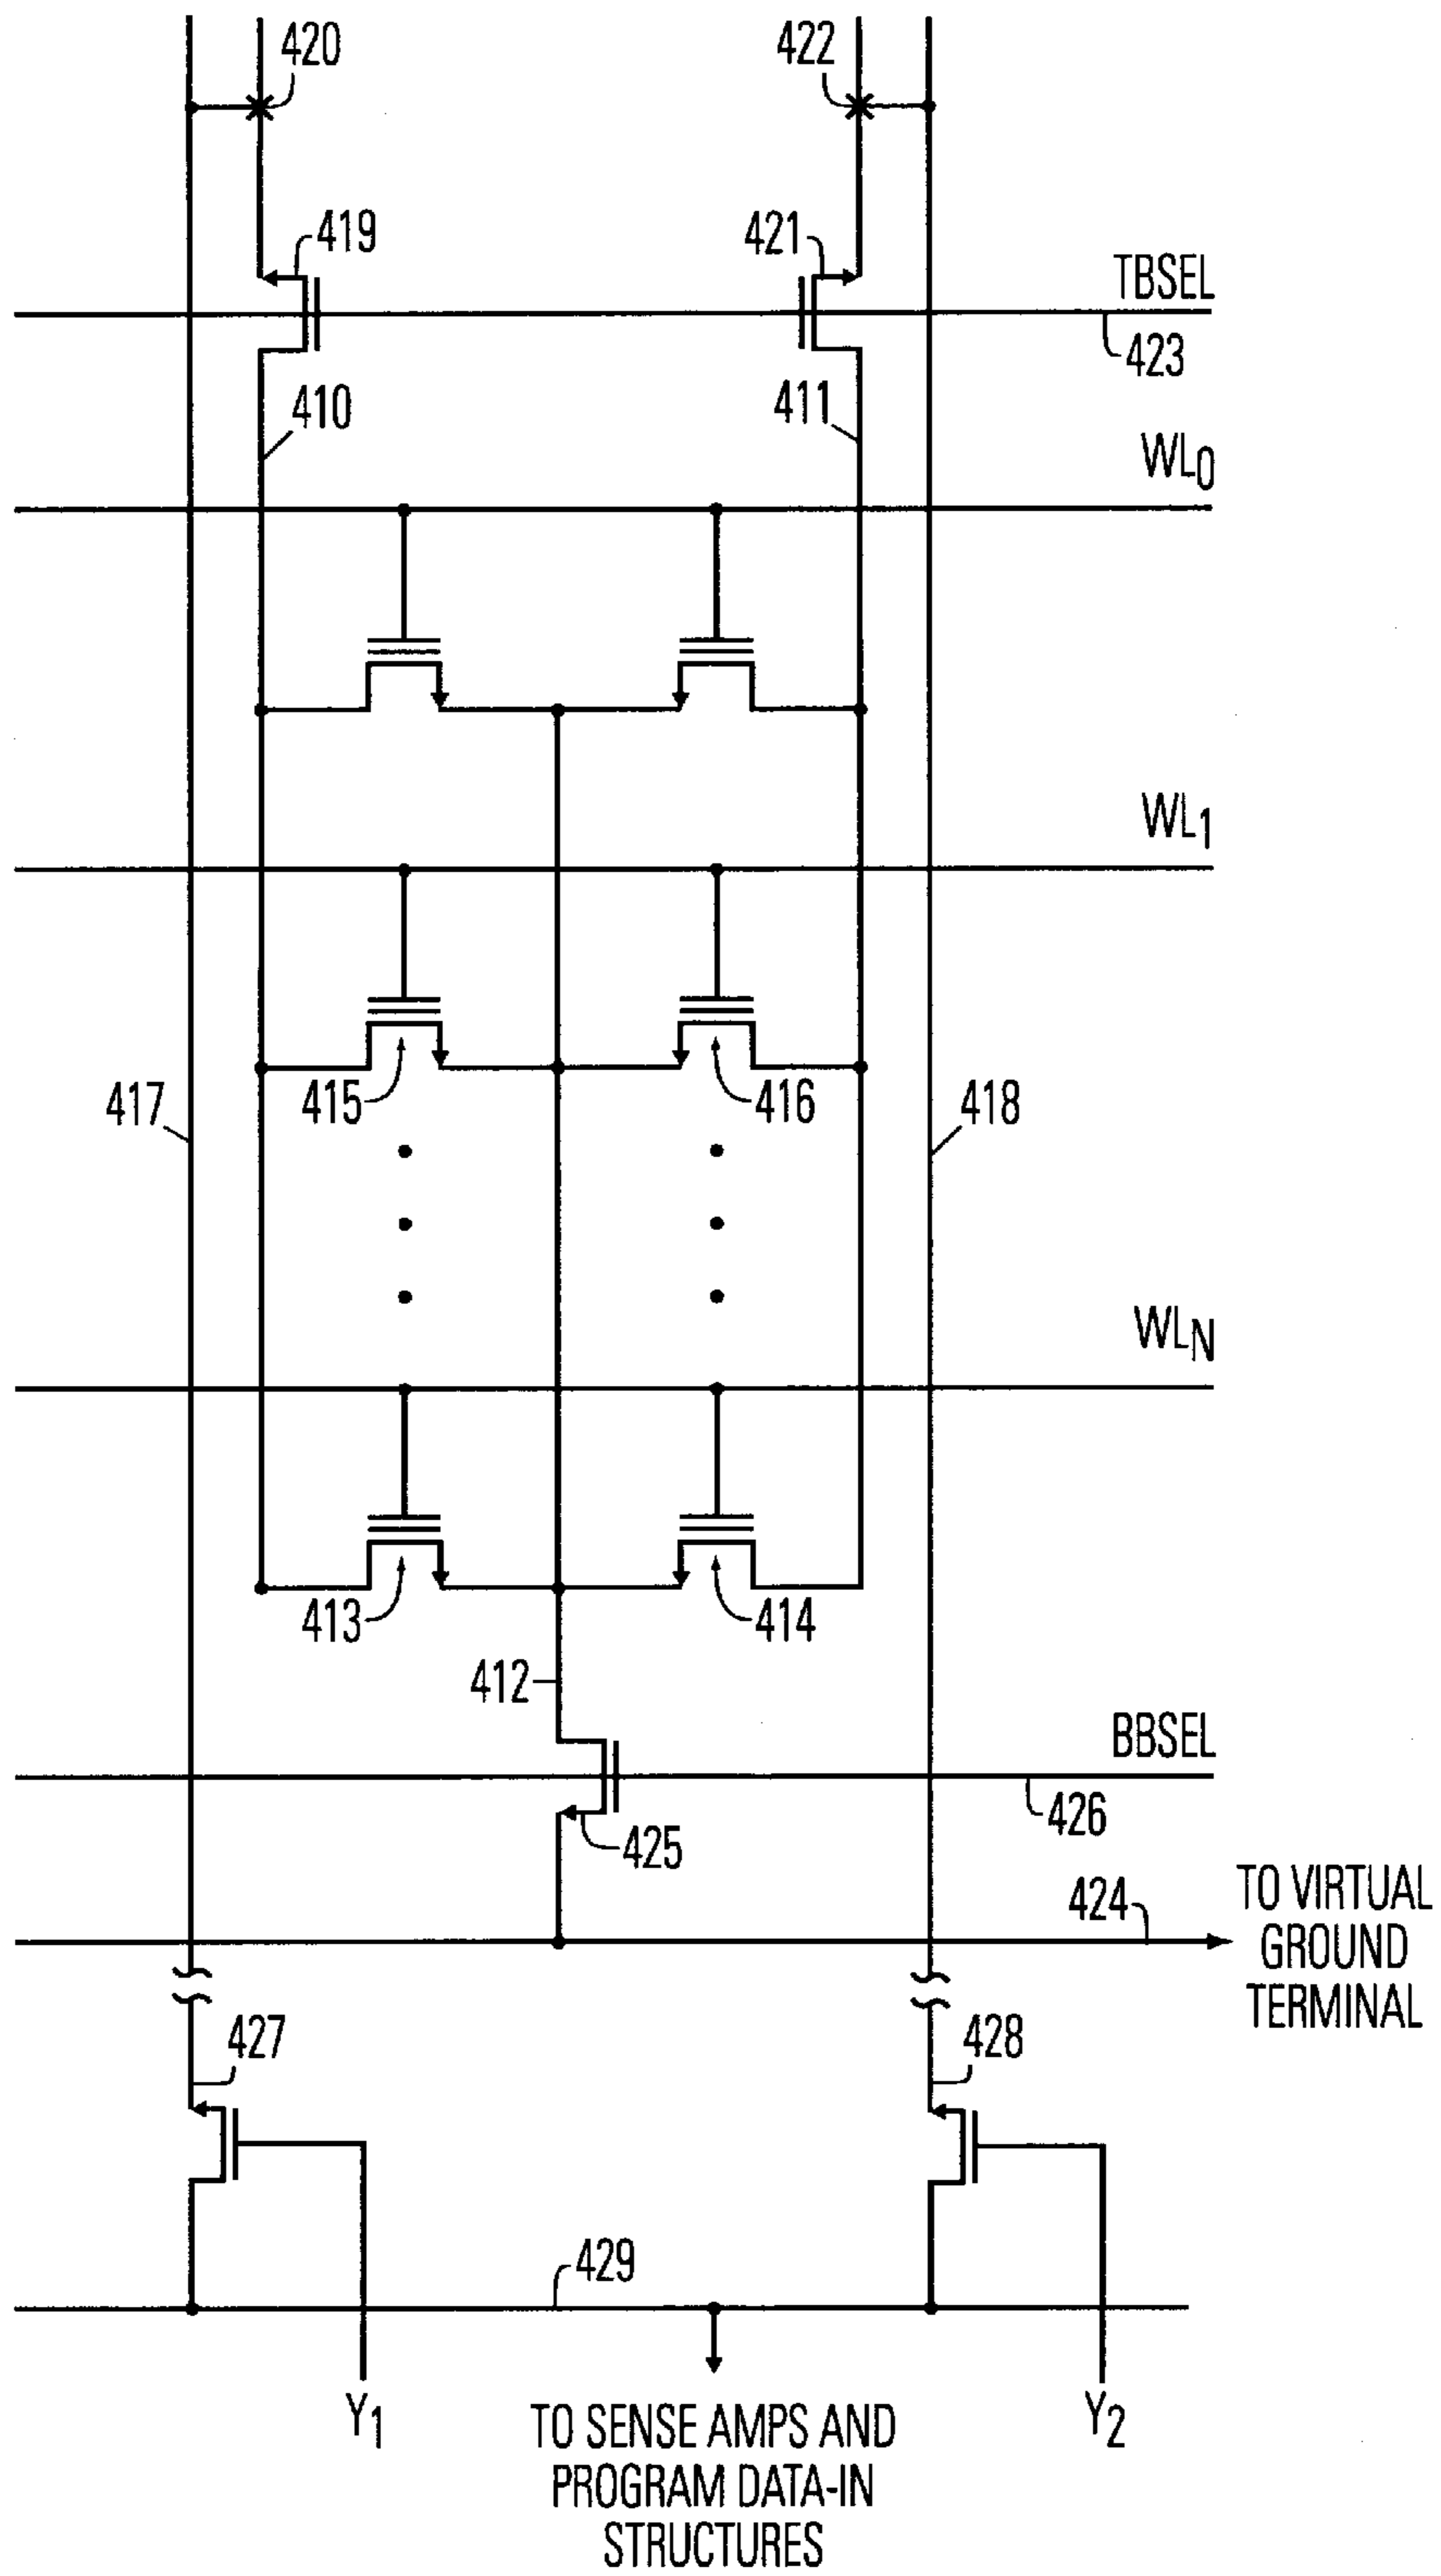 420
422
419
421
TBSEL
423
410
411
WL0
WL1
415
416
417
418
WLN
413
414
412
BBSEL
426
425
424
TO VIRTUAL
GROUND
TERMINAL
427
428
429
Y1
Y2
TO SENSE AMPS AND
PROGRAM DATA-IN
STRUCTURES